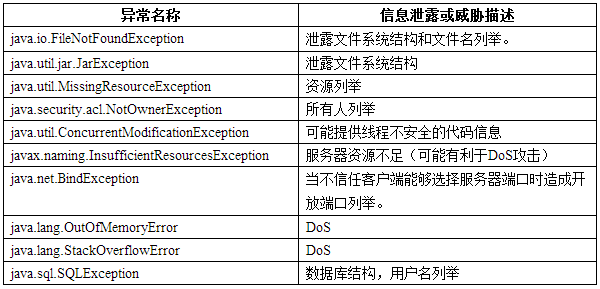 异常名称 信息泄露或威胁描述
java.io.FileNotFoundException 泄露文件系统结构和文件名列举。
java.util.jar.JarException 泄露文件系统结构
java.util.MissingResourceException 资源列举
java.security.acl.NotOwnerException 所有人列举
java.util.ConcurrentModificationException 可能提供线程不安全的代码信息
javax.naming.InsufficientResourcesException 服务器资源不足（可能有利于DoS攻击）
java.net.BindException 当不信任客户端能够选择服务器端口时造成开
放端口列举。
java.lang.OutOfMemoryError DoS
java.lang.StackOverflowError DoS
java.sql.SQLException 数据库结构，用户名列举